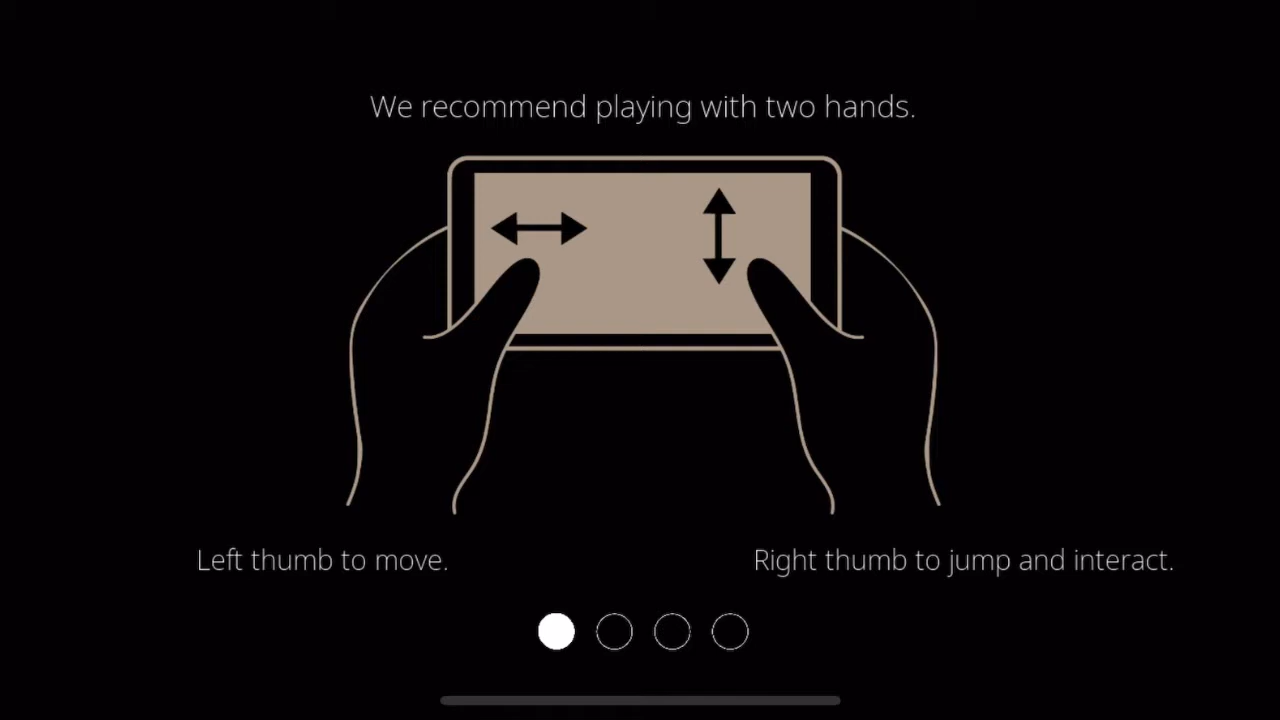 We recommend playing with two hands.
Left thumb to move.
Right thumb to jump and interact.